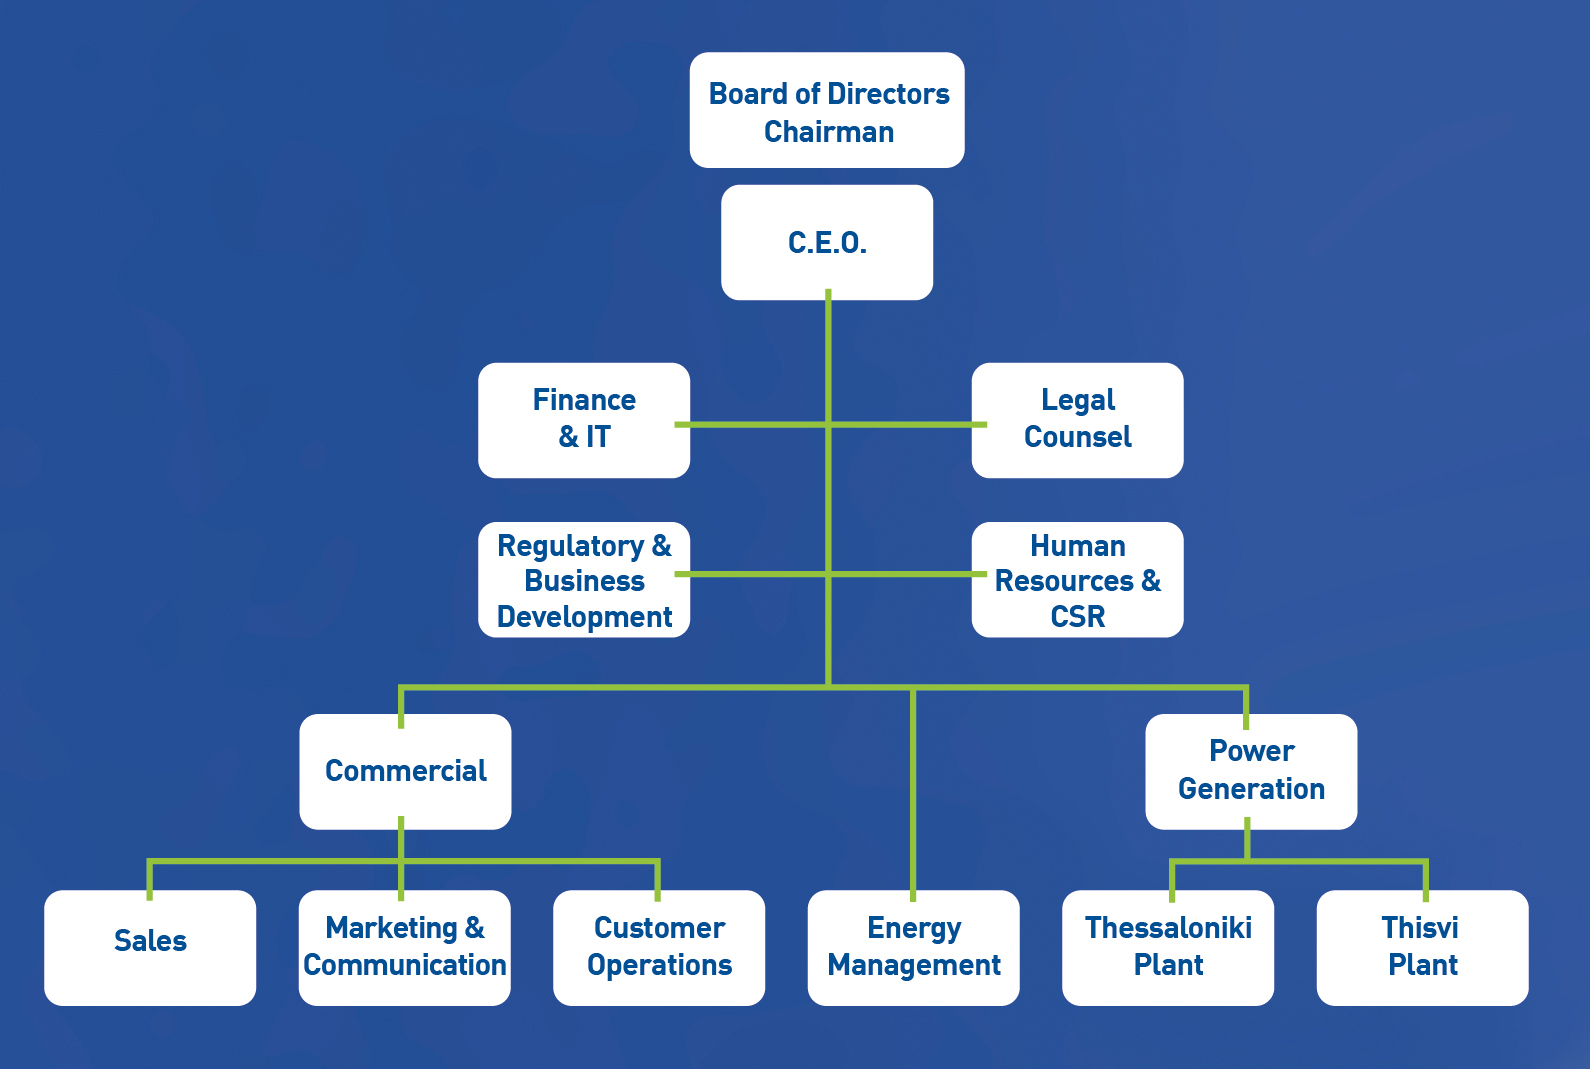 Board of Directors
Chairman
C.E.O.
Finance
& IT
Legal
Counsel
Regulatory &
Business
Development
Human
Resources &
CSR
Commercial
Power
Generation
Sales
Marketing &
Communication
Customer
Operations
Energy
Management
Thessaloniki
Plant
Thisvi
Plant